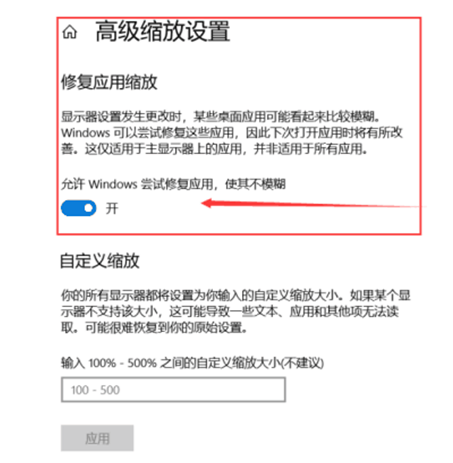 高级缩放设置
修复应用缩放
显示器设置发生更改时，某些桌面应用可能看起来比较模糊。
Windows 可以尝试修复这些应用，因此下次打开应用时将有所改
善。这仅适用于主显示器上的应用，并非适用于所有应用。
允许 Windows 尝试修复应用，使其不模糊
开
自定义缩放
你的所有显示器都将设置为你输入的自定义缩放大小。如果某个显
示器不支持该大小，这可能导致一些文本、应用和其他项无法读
取。可能很难恢复到你的原始设置。
输入 100% - 500% 之间的自定义缩放大小(不建议)
100 - 500
应用